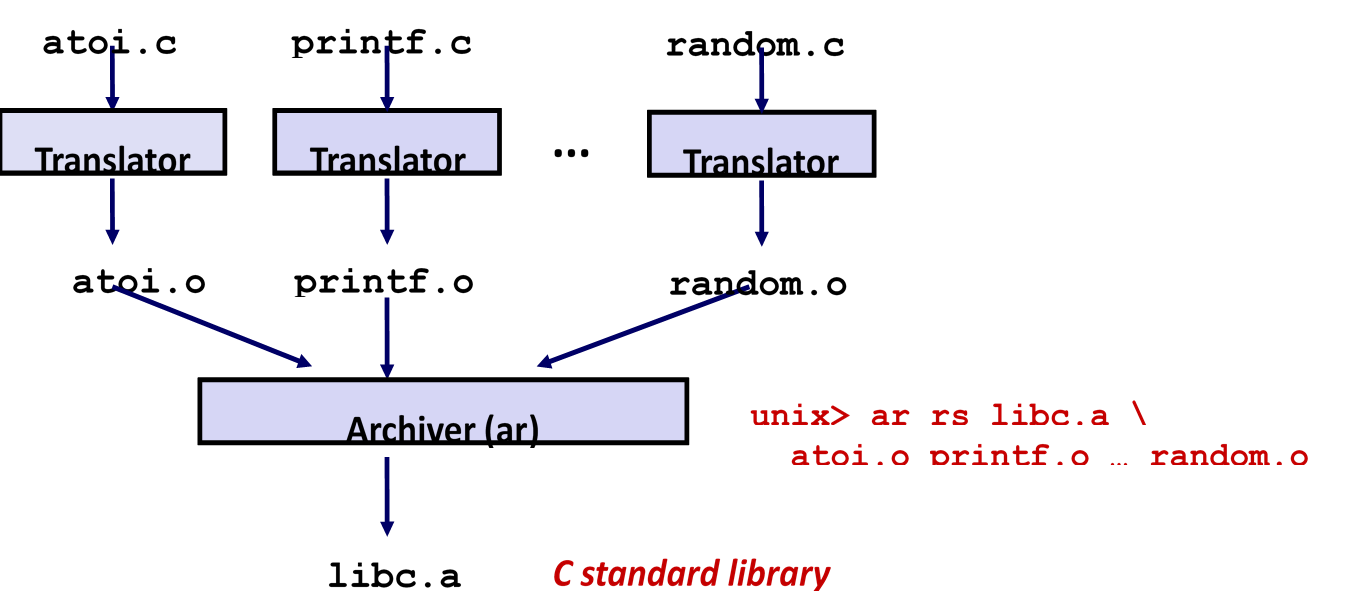 atoi.c printf.c random.c
Translator Translator ... Translator
atoi.o printf.o random.o
Archiver (ar)
unix> ar rs libc.a \
atoi.o printf.o … random.o
libc.a C standard library